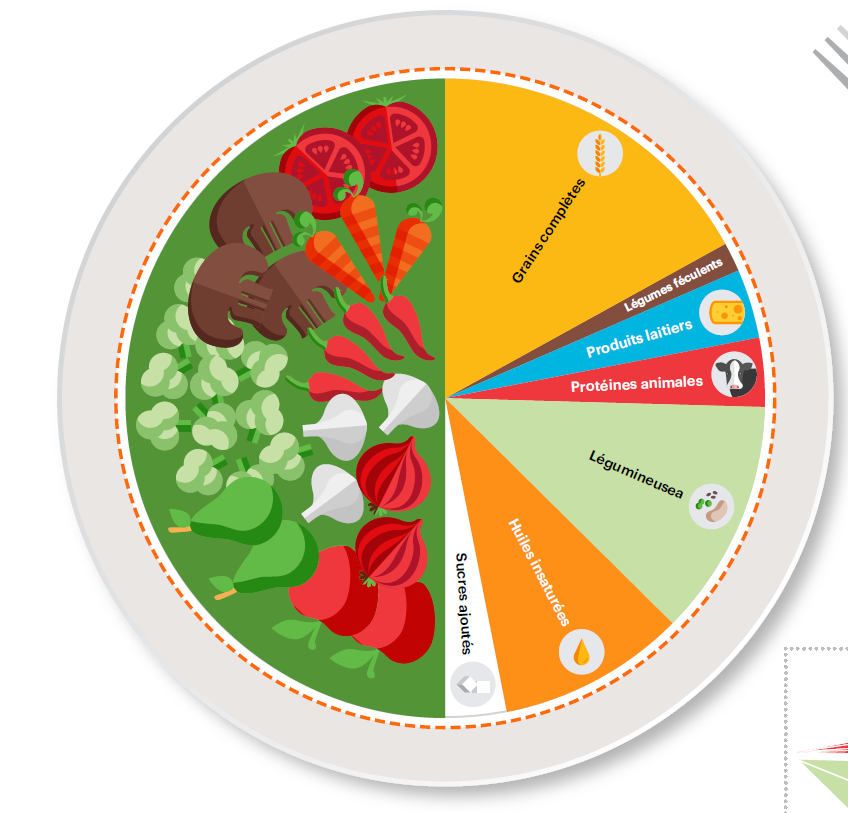 Grains complètes
Légumes féculents
Produits laitiers
Protéines animales
Légumineusea
Huiles insaturées
Sucres ajoutés